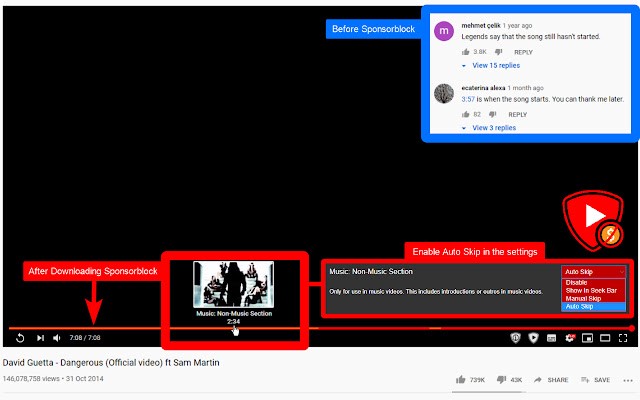 Before Sponsorblock
mehmet çelik 1 year ago
Legends say that the song still hasn't started.
3.8K REPLY
View 15 replies
ecaterina alexa 1 month ago
3:57 is when the song starts. You can thank me later.
82 REPLY
View 3 replies
Enable Auto Skip in the settings
After Downloading Sponsorblock
Music: Non-Music Section
Auto Skip
Only for use in music videos. This includes introductions or outros in music videos.
Disable
Show In Seek Bar
Manual Skip
Auto Skip
Music: Non-Music Section
2:34
7:08 / 7:08
David Guetta - Dangerous (Official video) ft Sam Martin
146,078,758 views • 31 Oct 2014
739K 43K SHARE SAVE